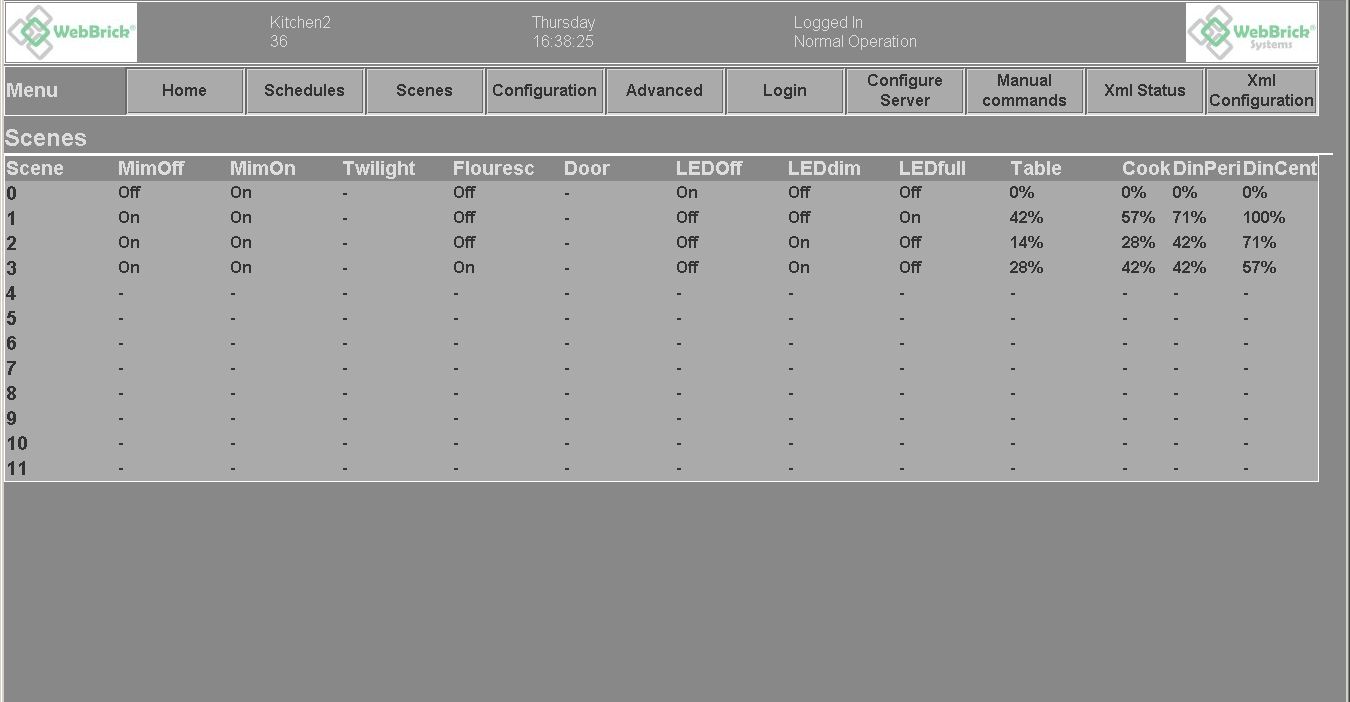 WebBrick®
Kitchen2 Thursday Logged In
36 16:38:25 Normal Operation
WebBrick®
Systems
Menu Home Schedules Scenes Configuration Advanced Login Configure Server Manual commands Xml Status Xml Configuration
Scenes
Scene MimOff MimOn Twilight Flouresc Door LEDOff LEDdim LEDfull Table Cook DinPeri DinCent
0 Off On - Off - On Off Off 0% 0% 0% 0%
1 On On - Off - Off Off On 42% 57% 71% 100%
2 On On - Off - Off On Off 14% 28% 42% 71%
3 On On - On - Off On Off 28% 42% 42% 57%
4 - - - - - - - - - - - -
5 - - - - - - - - - - - -
6 - - - - - - - - - - - -
7 - - - - - - - - - - - -
8 - - - - - - - - - - - -
9 - - - - - - - - - - - -
10 - - - - - - - - - - - -
11 - - - - - - - - - - - -